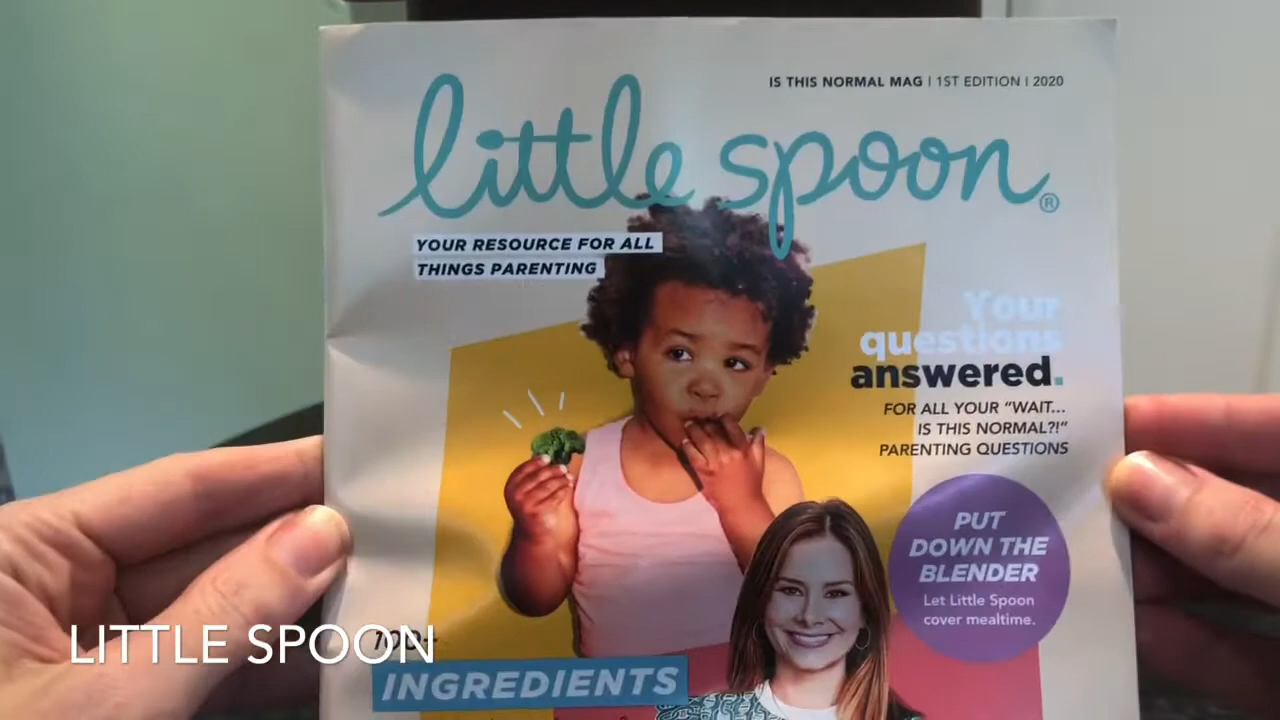 IS THIS NORMAL MAG | 1ST EDITION | 2020
little spoon®
YOUR RESOURCE FOR ALL
THINGS PARENTING
Your
questions
answered.
FOR ALL YOUR “WAIT...
IS THIS NORMAL?!”
PARENTING QUESTIONS
PUT
DOWN THE
BLENDER
Let Little Spoon
cover mealtime.
100+
LITTLE SPOON
INGREDIENTS